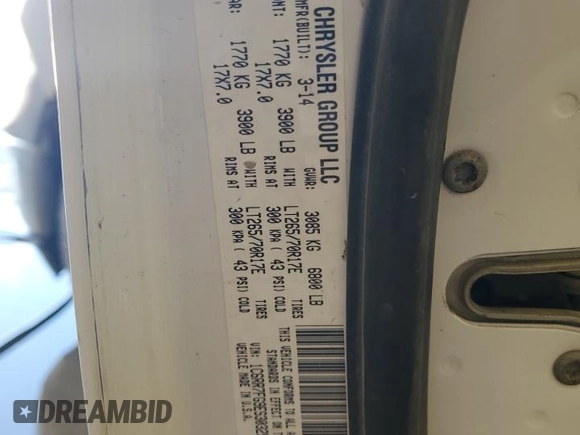 CHRYSLER GROUP LLC
MFR(BUILT): 3-14 GVWR: 3085 KG 6800 LB
1770 KG 3900 LB WITH LT265/70R17E TIRES
17X7.0 RIMS AT 300 KPA ( 43 PSI) COLD
1770 KG 3900 LB WITH LT265/70R17E TIRES
17X7.0 RIMS AT 300 KPA ( 43 PSI) COLD
THIS VEHICLE CONFORMS TO ALL
STANDARDS IN EFFECT ON
VIN:
VEHICLE MADE IN U.S.A
FAXVIN.COM